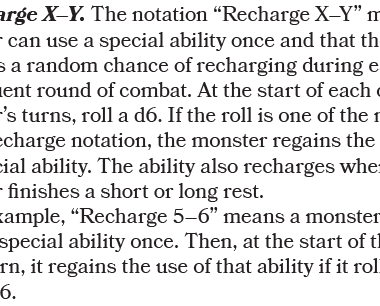 arge X–Y. The notation “Recharge X–Y” m
r can use a special ability once and that th
s a random chance of recharging during e
uent round of combat. At the start of each o
r’s turns, roll a d6. If the roll is one of the n
echarge notation, the monster regains the
cial ability. The ability also recharges whe
r finishes a short or long rest.
xample, “Recharge 5–6” means a monster
special ability once. Then, at the start of th
rn, it regains the use of that ability if it roll
6.